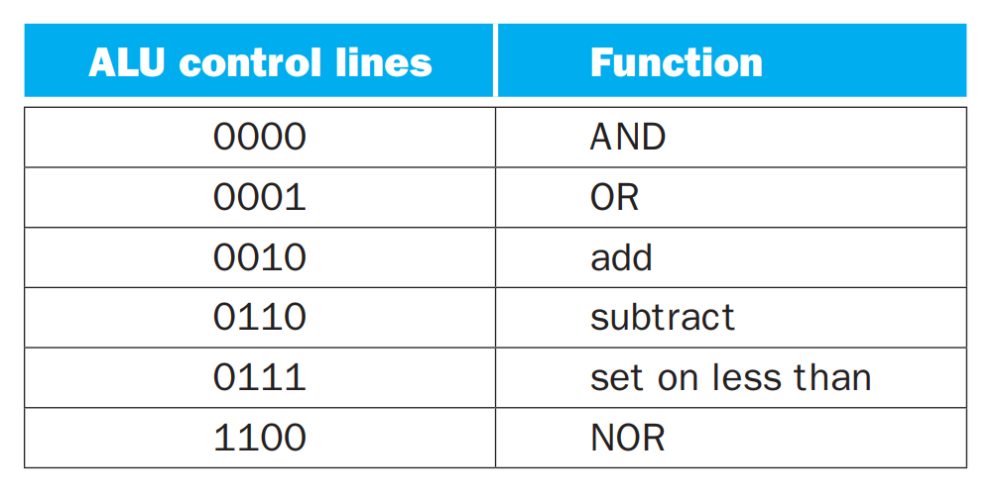 ALU control lines Function
0000 AND
0001 OR
0010 add
0110 subtract
0111 set on less than
1100 NOR